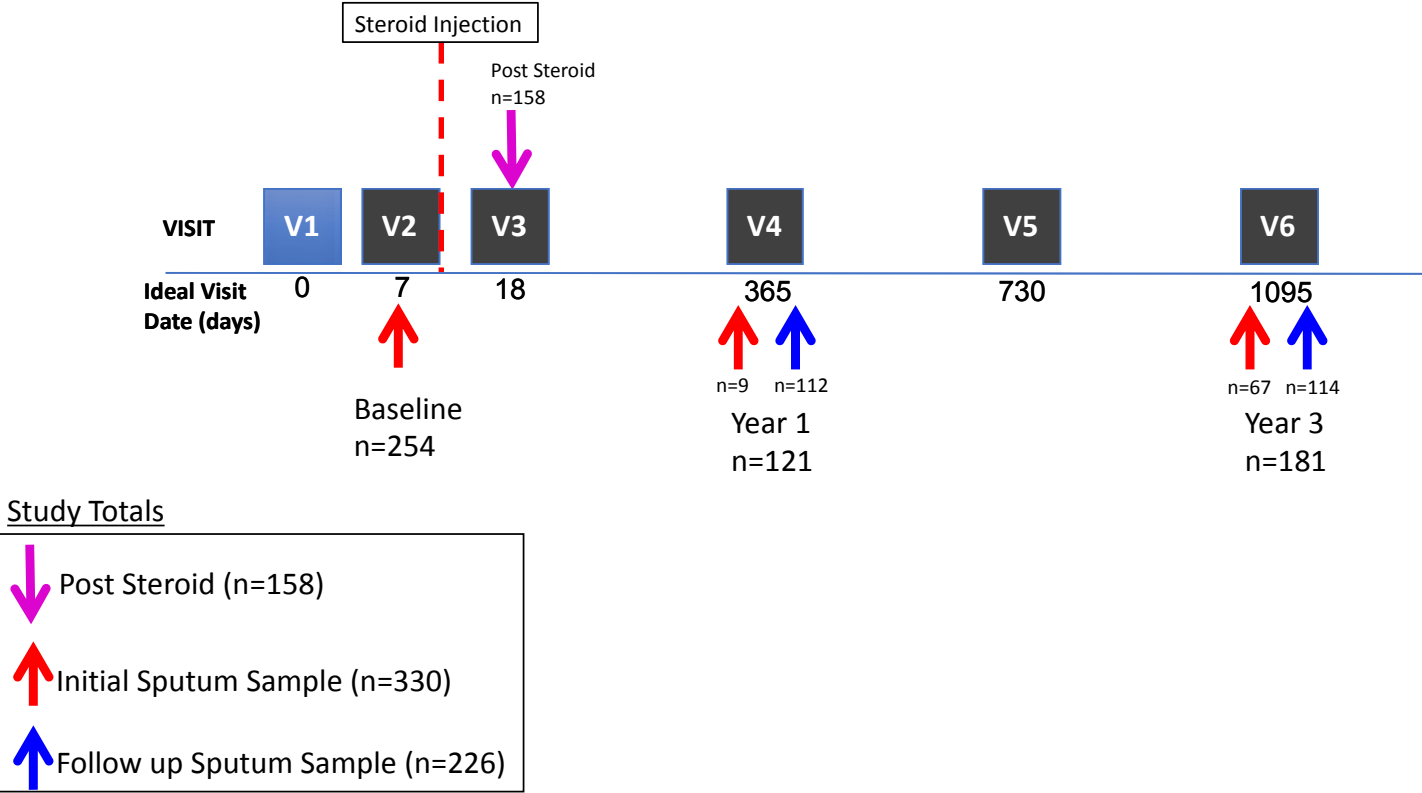 Steroid Injection
Post Steroid
n=158
VISIT
V1
V2
V3
V4
V5
V6
Ideal Visit
Date (days)
0
7
18
365
730
1095
n=9
n=112
n=67
n=114
Baseline
n=254
Year 1
n=121
Year 3
n=181
Study Totals
Post Steroid (n=158)
Initial Sputum Sample (n=330)
Follow up Sputum Sample (n=226)